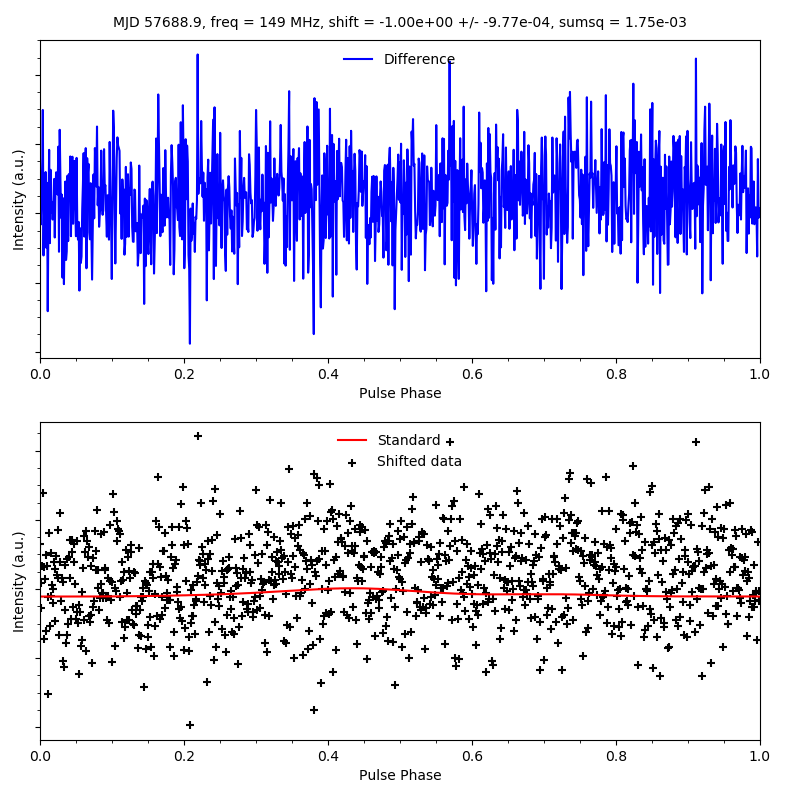 MJD 57688.9, freq = 149 MHz, shift = -1.00e+00 +/- -9.77e-04, sumsq = 1.75e-03
Difference
Intensity (a.u.)
0.0 0.2 0.4 0.6 0.8 1.0
Pulse Phase
Standard
Shifted data
Intensity (a.u.)
0.0 0.2 0.4 0.6 0.8 1.0
Pulse Phase